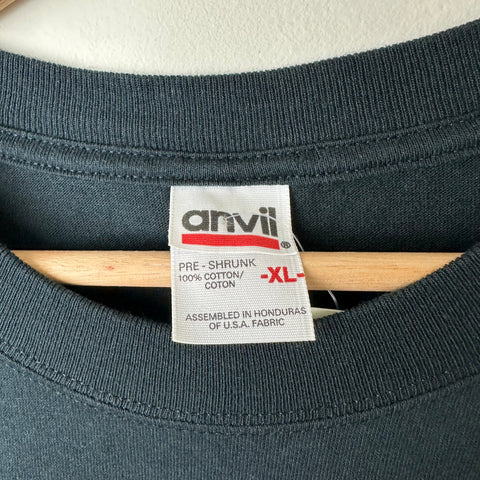 anvil®
PRE - SHRUNK
100% COTTON/
COTON
-XL-
ASSEMBLED IN HONDURAS
OF U.S.A. FABRIC